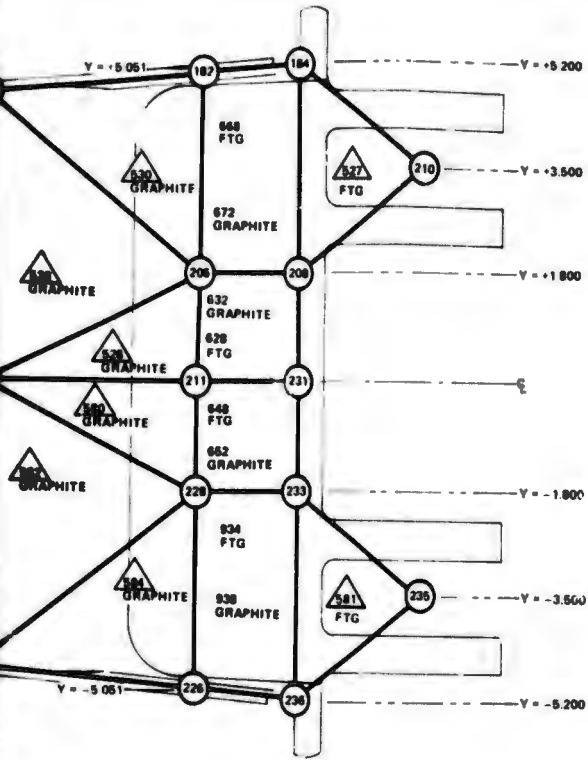 Y = +5.051
182
184
Y = +5.200
668
FTG
530
GRAPHITE
527
FTG
210
Y = +3.500
672
GRAPHITE
GRAPHITE
206
208
Y = +1.800
632
GRAPHITE
628
FTG
GRAPHITE
211
231
℄
GRAPHITE
648
FTG
652
GRAPHITE
GRAPHITE
228
233
Y = -1.800
934
FTG
584
GRAPHITE
938
GRAPHITE
581
FTG
235
Y = -3.500
Y = -5.051
226
236
Y = -5.200